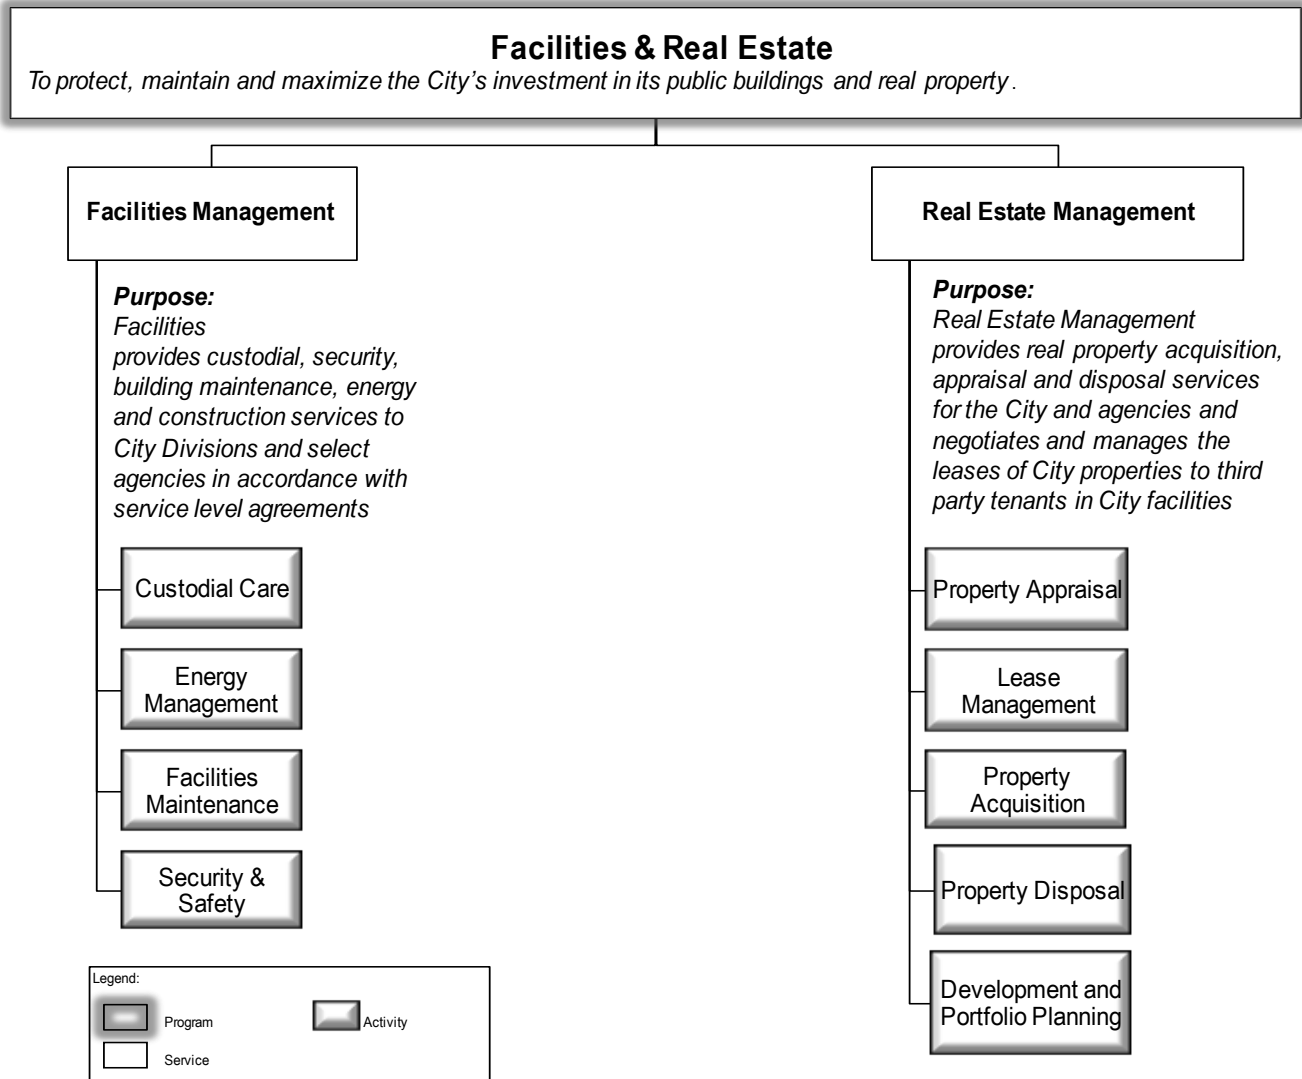 Facilities & Real Estate
To protect, maintain and maximize the City's investment in its public buildings and real property.
Facilities Management
Purpose:
Facilities
provides custodial, security,
building maintenance, energy
and construction services to
City Divisions and select
agencies in accordance with
service level agreements
Custodial Care
Energy
Management
Facilities
Maintenance
Security &
Safety
Real Estate Management
Purpose:
Real Estate Management
provides real property acquisition,
appraisal and disposal services
for the City and agencies and
negotiates and manages the
leases of City properties to third
party tenants in City facilities
Property Appraisal
Lease
Management
Property
Acquisition
Property Disposal
Development and
Portfolio Planning
Legend:
Program
Activity
Service